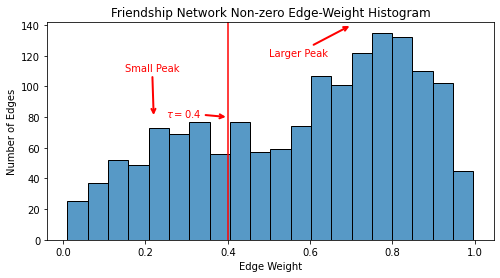 Friendship Network Non-zero Edge-Weight Histogram
140
120
100
80
60
40
20
0
Number of Edges
Small Peak
τ = 0.4
Larger Peak
0.0 0.2 0.4 0.6 0.8 1.0
Edge Weight